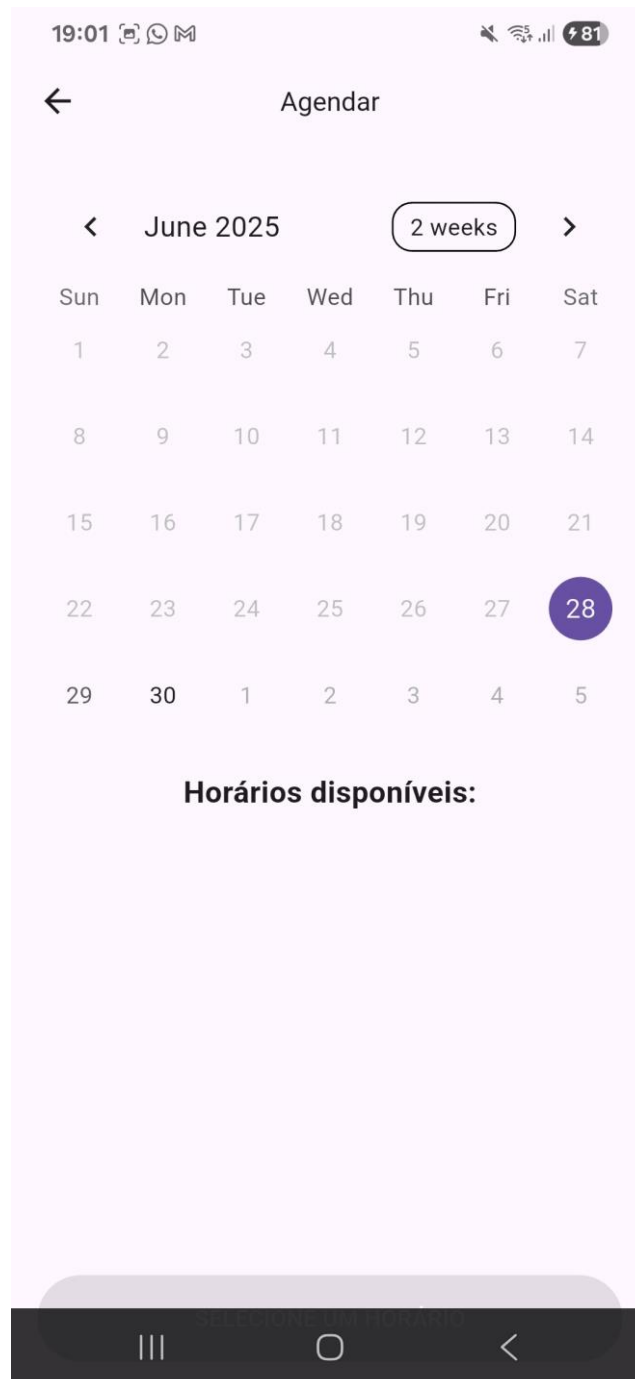 19:01 5 81
Agendar
June 2025 2 weeks
Sun Mon Tue Wed Thu Fri Sat
1 2 3 4 5 6 7
8 9 10 11 12 13 14
15 16 17 18 19 20 21
22 23 24 25 26 27 28
29 30 1 2 3 4 5
Horários disponíveis:
SELECIONE UM HORÁRIO